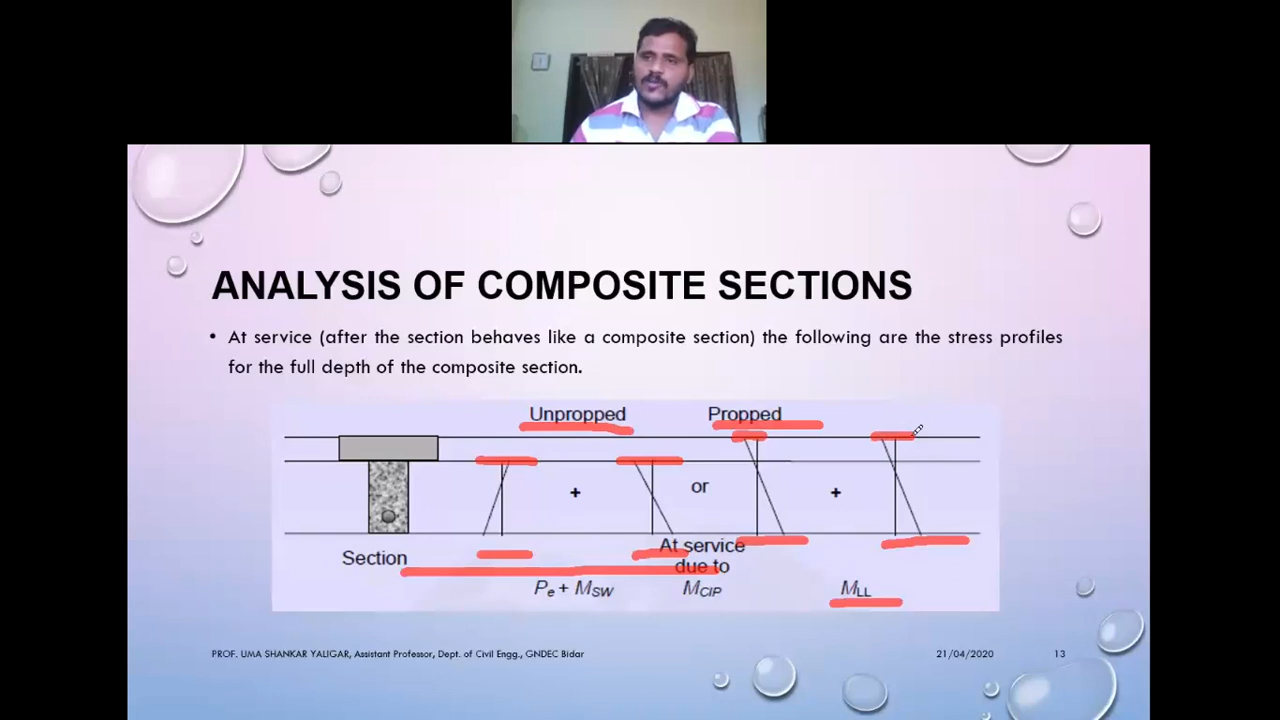 ANALYSIS OF COMPOSITE SECTIONS
• At service (after the section behaves like a composite section) the following are the stress profiles
for the full depth of the composite section.
Unpropped Propped
+ or +
Section At service
due to
Pe + MSW MCIP MLL
PROF. UMA SHANKAR YALIGAR, Assistant Professor, Dept. of Civil Engg., GNDEC Bidar 21/04/2020 13